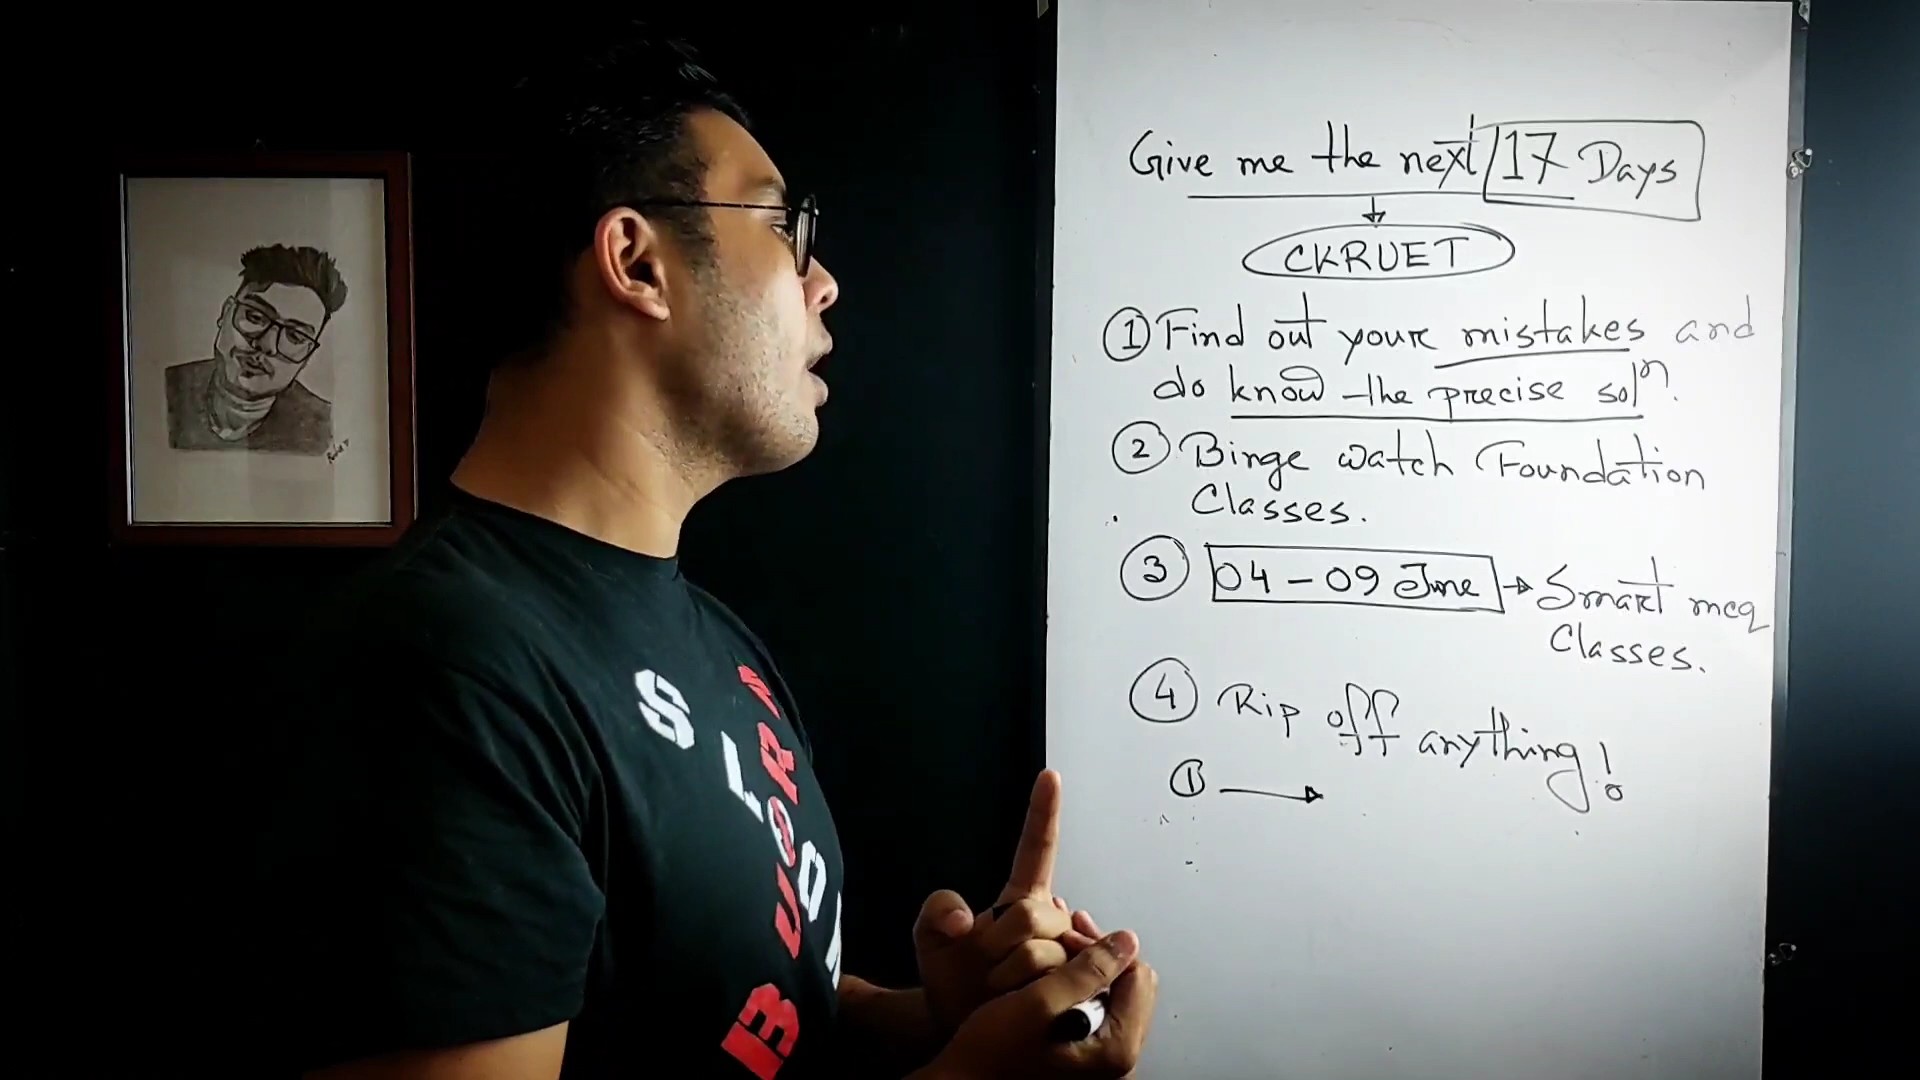 Give me the next 17 Days
CKRUET
1 Find out your mistakes and
do know the precise solⁿ.
2 Binge watch Foundation
Classes.
3 04 - 09 June → Smart mcq
Classes.
4 Rip off anything!
1 →